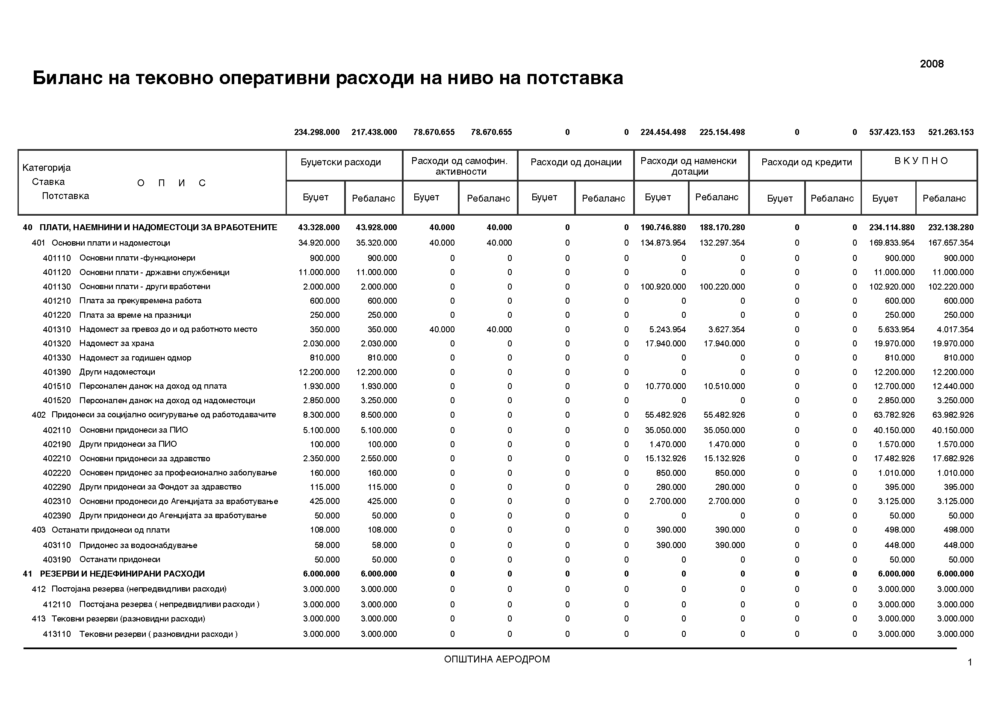 2008
Биланс на тековно оперативни расходи на ниво на потставка
234.298.000 217.438.000 78.670.655 78.670.655 0 0 224.454.498 225.154.498 0 0 537.423.153 521.263.153
Категорија
Ставка
Потставка
О П И С
Буџетски расходи
Расходи од самофин. активности
Расходи од донации
Расходи од наменски дотации
Расходи од кредити
В К У П Н О
Буџет Ребаланс Буџет Ребаланс Буџет Ребаланс Буџет Ребаланс Буџет Ребаланс Буџет Ребаланс
40 ПЛАТИ, НАЕМНИНИ И НАДОМЕСТОЦИ ЗА ВРАБОТЕНИТЕ 43.328.000 43.928.000 40.000 40.000 0 0 190.746.880 188.170.280 0 0 234.114.880 232.138.280
401 Основни плати и надоместоци 34.920.000 35.320.000 40.000 40.000 0 0 134.873.954 132.297.354 0 0 169.833.954 167.657.354
401110 Основни плати -функционери 900.000 900.000 0 0 0 0 0 0 0 0 900.000 900.000
401120 Основни плати - државни службеници 11.000.000 11.000.000 0 0 0 0 0 0 0 0 11.000.000 11.000.000
401130 Основни плати - други вработени 2.000.000 2.000.000 0 0 0 0 100.920.000 100.220.000 0 0 102.920.000 102.220.000
401210 Плата за прекувремена работа 600.000 600.000 0 0 0 0 0 0 0 0 600.000 600.000
401220 Плата за време на празници 250.000 250.000 0 0 0 0 0 0 0 0 250.000 250.000
401310 Надомест за превоз до и од работното место 350.000 350.000 40.000 40.000 0 0 5.243.954 3.627.354 0 0 5.633.954 4.017.354
401320 Надомест за храна 2.030.000 2.030.000 0 0 0 0 17.940.000 17.940.000 0 0 19.970.000 19.970.000
401330 Надомест за годишен одмор 810.000 810.000 0 0 0 0 0 0 0 0 810.000 810.000
401390 Други надоместоци 12.200.000 12.200.000 0 0 0 0 0 0 0 0 12.200.000 12.200.000
401510 Персонален данок на доход од плата 1.930.000 1.930.000 0 0 0 0 10.770.000 10.510.000 0 0 12.700.000 12.440.000
401520 Персонален данок на доход од надоместоци 2.850.000 3.250.000 0 0 0 0 0 0 0 0 2.850.000 3.250.000
402 Придонеси за социјално осигурување од работодавачите 8.300.000 8.500.000 0 0 0 0 55.482.926 55.482.926 0 0 63.782.926 63.982.926
402110 Основни придонеси за ПИО 5.100.000 5.100.000 0 0 0 0 35.050.000 35.050.000 0 0 40.150.000 40.150.000
402190 Други придонеси за ПИО 100.000 100.000 0 0 0 0 1.470.000 1.470.000 0 0 1.570.000 1.570.000
402210 Основни придонеси за здравство 2.350.000 2.550.000 0 0 0 0 15.132.926 15.132.926 0 0 17.482.926 17.682.926
402220 Основен придонес за професионално заболување 160.000 160.000 0 0 0 0 850.000 850.000 0 0 1.010.000 1.010.000
402290 Други придонеси за Фондот за здравство 115.000 115.000 0 0 0 0 280.000 280.000 0 0 395.000 395.000
402310 Основни продонеси до Агенцијата за вработување 425.000 425.000 0 0 0 0 2.700.000 2.700.000 0 0 3.125.000 3.125.000
402390 Други придонеси до Агенцијата за вработување 50.000 50.000 0 0 0 0 0 0 0 0 50.000 50.000
403 Останати придонеси од плати 108.000 108.000 0 0 0 0 390.000 390.000 0 0 498.000 498.000
403110 Придонес за водоснабдување 58.000 58.000 0 0 0 0 390.000 390.000 0 0 448.000 448.000
403190 Останати придонеси 50.000 50.000 0 0 0 0 0 0 0 0 50.000 50.000
41 РЕЗЕРВИ И НЕДЕФИНИРАНИ РАСХОДИ 6.000.000 6.000.000 0 0 0 0 0 0 0 0 6.000.000 6.000.000
412 Постојана резерва (непредвидливи расходи) 3.000.000 3.000.000 0 0 0 0 0 0 0 0 3.000.000 3.000.000
412110 Постојана резерва ( непредвидливи расходи ) 3.000.000 3.000.000 0 0 0 0 0 0 0 0 3.000.000 3.000.000
413 Тековни резерви (разновидни расходи) 3.000.000 3.000.000 0 0 0 0 0 0 0 0 3.000.000 3.000.000
413110 Тековни резерви ( разновидни расходи ) 3.000.000 3.000.000 0 0 0 0 0 0 0 0 3.000.000 3.000.000
ОПШТИНА АЕРОДРОМ
1